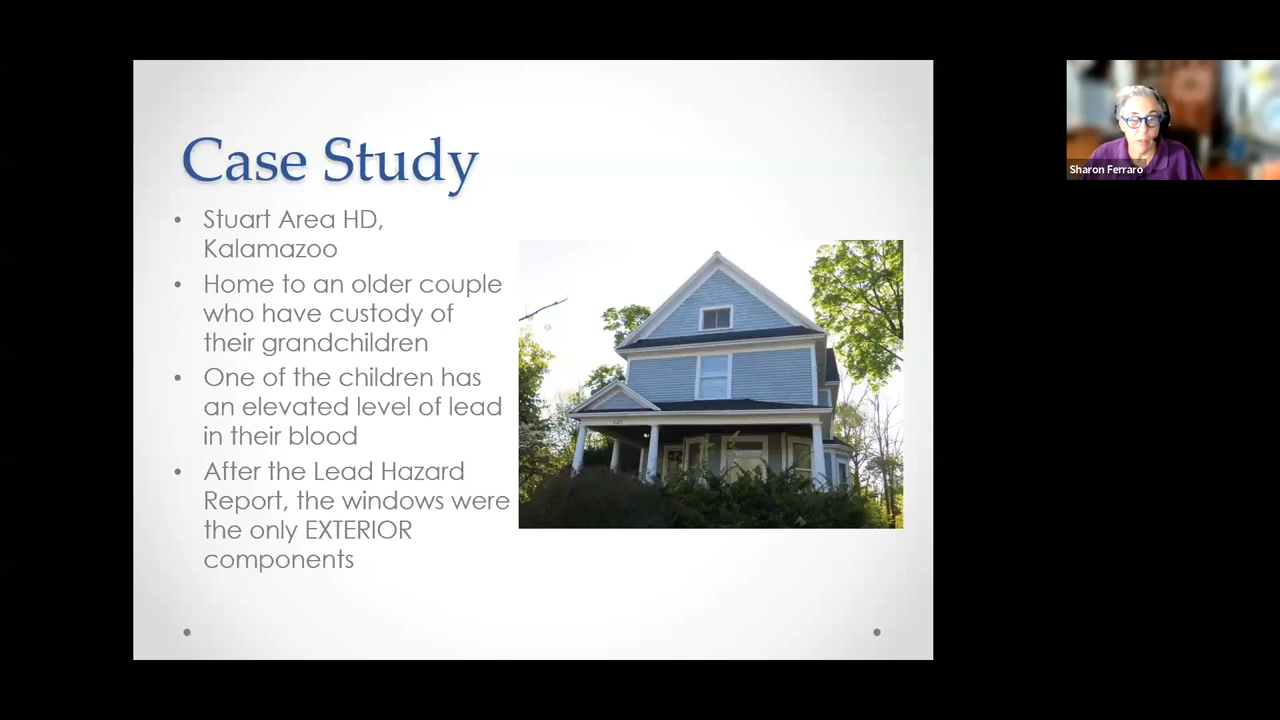 Case Study
• Stuart Area HD,
Kalamazoo
• Home to an older couple
who have custody of
their grandchildren
• One of the children has
an elevated level of lead
in their blood
• After the Lead Hazard
Report, the windows were
the only EXTERIOR
components
Sharon Ferraro